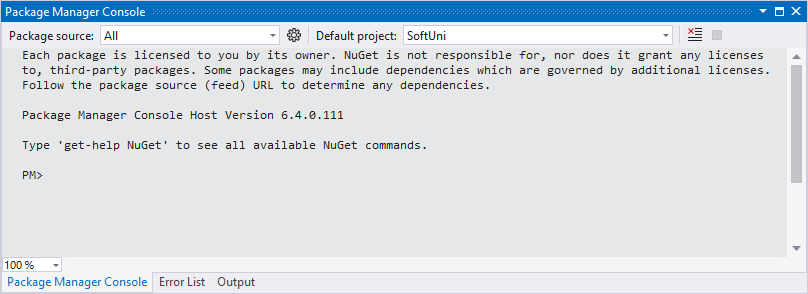 Package Manager Console
Package source: All Default project: SoftUni
Each package is licensed to you by its owner. NuGet is not responsible for, nor does it grant any licenses
to, third-party packages. Some packages may include dependencies which are governed by additional licenses.
Follow the package source (feed) URL to determine any dependencies.
Package Manager Console Host Version 6.4.0.111
Type 'get-help NuGet' to see all available NuGet commands.
PM>
100 %
Package Manager Console Error List Output